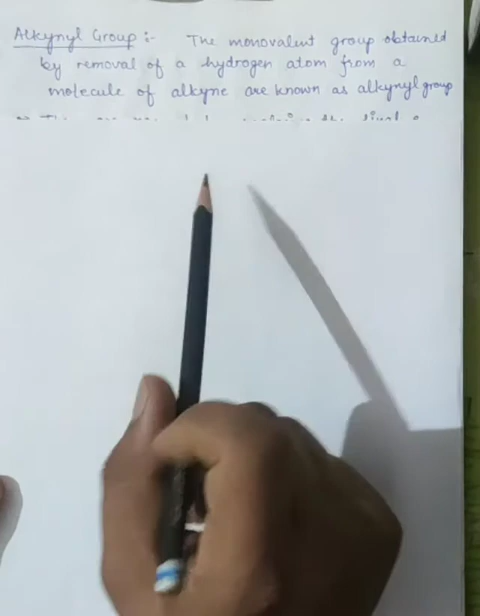 Alkynyl Group :- The monovalent group obtained
by removal of a hydrogen atom from a
molecule of alkyne are known as alkynyl group